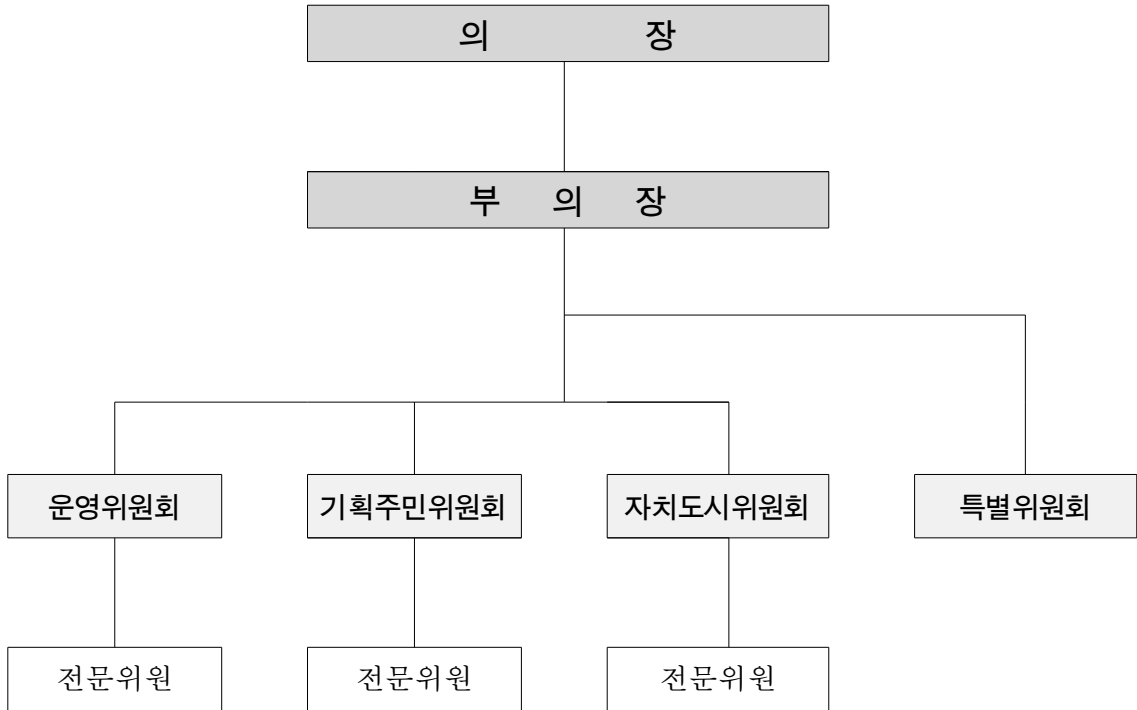 의 장
부 의 장
운영위원회
기획주민위원회
자치도시위원회
특별위원회
전문위원
전문위원
전문위원